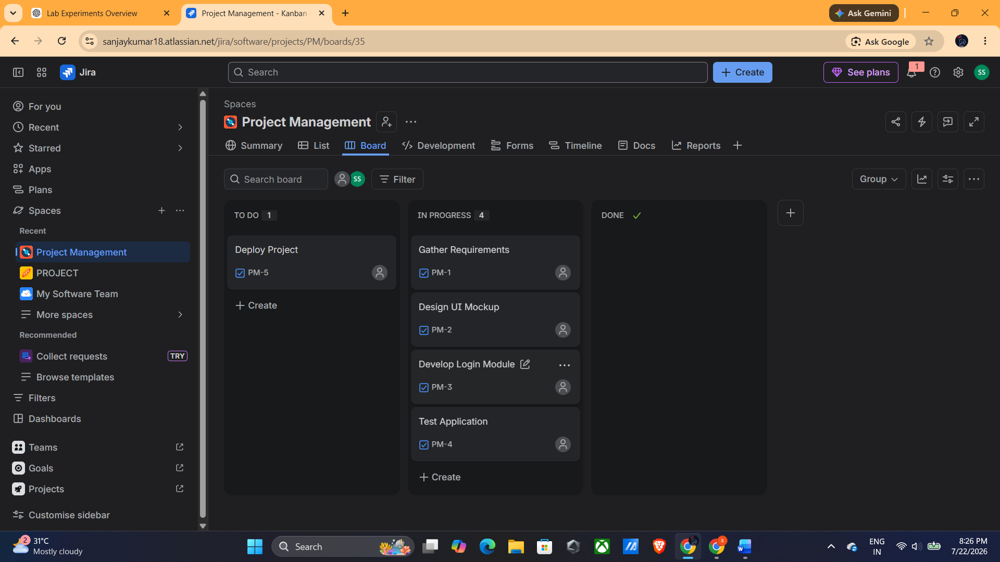 Lab Experiments Overview
Project Management - Kanban
Ask Gemini
sanjaykumar18.atlassian.net/jira/software/projects/PM/boards/35
Ask Google
Jira
Search
Create
See plans
1
SS
For you
Recent
Starred
Apps
Plans
Spaces
Recent
Project Management
PROJECT
My Software Team
More spaces
Recommended
Collect requests
TRY
Browse templates
Filters
Dashboards
Teams
Goals
Projects
Customise sidebar
Spaces
Project Management
Summary
List
Board
Development
Forms
Timeline
Docs
Reports
Search board
SS
Filter
Group
TO DO 1
Deploy Project
PM-5
Create
IN PROGRESS 4
Gather Requirements
PM-1
Design UI Mockup
PM-2
Develop Login Module
PM-3
Test Application
PM-4
Create
DONE
2
31°C
Mostly cloudy
Search
S
W
ENG
IN
8:26 PM
7/22/2026